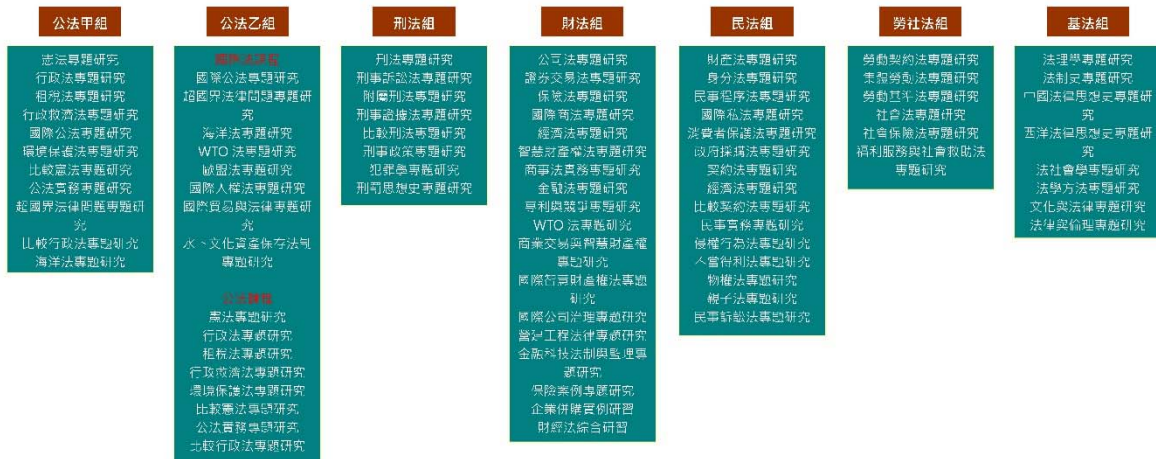 公法甲組
憲法專題研究
行政法專題研究
租稅法專題研究
行政救濟法專題研究
國際公法專題研究
環境保護法專題研究
比較憲法專題研究
公法實務專題研究
超國界法律問題專題研
究
比較行政法專題研究
海洋法專題研究
公法乙組
國際法課程
國際公法專題研究
超國界法律問題專題研
究
海洋法專題研究
WTO 法專題研究
歐盟法專題研究
國際人權法專題研究
國際貿易與法律專題研
究
水下文化資產保存法制
專題研究
公法課程
憲法專題研究
行政法專題研究
租稅法專題研究
行政救濟法專題研究
環境保護法專題研究
比較憲法專題研究
公法實務專題研究
比較行政法專題研究
刑法組
刑法專題研究
刑事訴訟法專題研究
附屬刑法專題研究
刑事證據法專題研究
比較刑法專題研究
刑事政策專題研究
犯罪學專題研究
刑罰思想史專題研究
財法組
公司法專題研究
證券交易法專題研究
保險法專題研究
國際商法專題研究
經濟法專題研究
智慧財產權法專題研究
商事法實務專題研究
金融法專題研究
專利與競爭專題研究
WTO 法專題研究
商業交易與智慧財產權
專題研究
國際智慧財產權法專題
研究
國際公司治理專題研究
營建工程法律專題研究
金融科技法制與監理專
題研究
保險案例專題研究
企業併購實例研習
財經法綜合研習
民法組
財產法專題研究
身分法專題研究
民事程序法專題研究
國際私法專題研究
消費者保護法專題研究
政府採購法專題研究
契約法專題研究
經濟法專題研究
比較契約法專題研究
民事實務專題研究
侵權行為法專題研究
不當得利法專題研究
物權法專題研究
親子法專題研究
民事訴訟法專題研究
勞社法組
勞動契約法專題研究
集體勞動法專題研究
勞動基準法專題研究
社會法專題研究
社會保險法專題研究
福利服務與社會救助法
專題研究
基法組
法理學專題研究
法制史專題研究
中國法律思想史專題研
究
西洋法律思想史專題研
究
法社會學專題研究
法學方法專題研究
文化與法律專題研究
法律與倫理專題研究